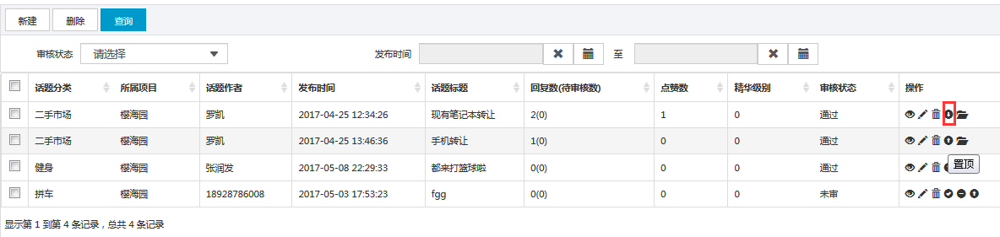 新建 删除 查询
审核状态 请选择 发布时间 至
话题分类 所属项目 话题作者 发布时间 话题标题 回复数(待审核数) 点赞数 精华级别 审核状态 操作
二手市场 樱海园 罗凯 2017-04-25 12:34:26 现有笔记本转让 2(0) 1 0 通过
二手市场 樱海园 罗凯 2017-04-25 13:46:36 手机转让 1(0) 0 0 通过
健身 樱海园 张润发 2017-05-08 22:29:33 都来打篮球啦 0(0) 0 0 通过
置顶
拼车 樱海园 18928786008 2017-05-03 17:53:23 fgg 0(0) 0 0 未审
显示第 1 到第 4 条记录，总共 4 条记录